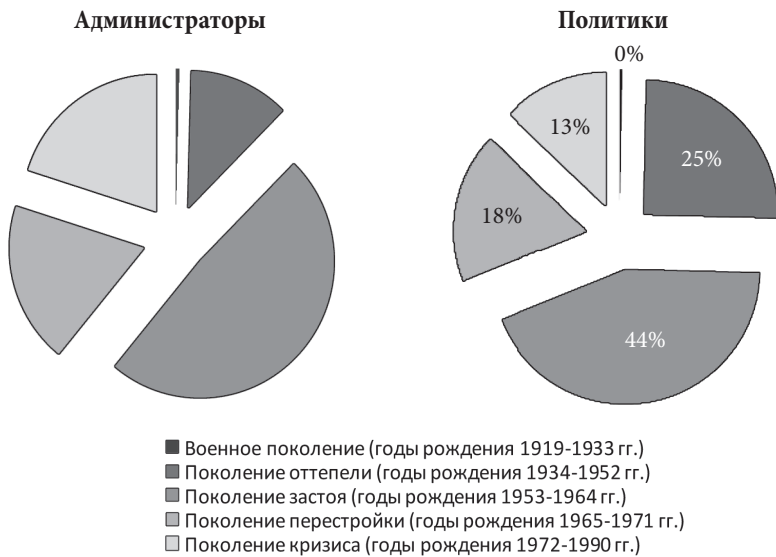 Администраторы
Политики
0%
13%
25%
18%
44%
Военное поколение (годы рождения 1919-1933 гг.)
Поколение оттепели (годы рождения 1934-1952 гг.)
Поколение застоя (годы рождения 1953-1964 гг.)
Поколение перестройки (годы рождения 1965-1971 гг.)
Поколение кризиса (годы рождения 1972-1990 гг.)